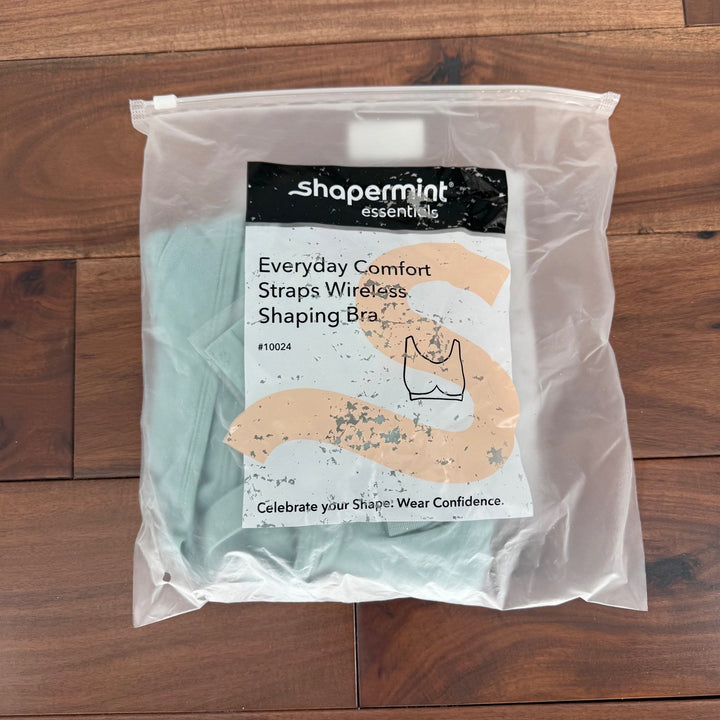 shapermint®
essentials
Everyday Comfort
Straps Wireless
Shaping Bra
#10024
Celebrate your Shape. Wear Confidence.